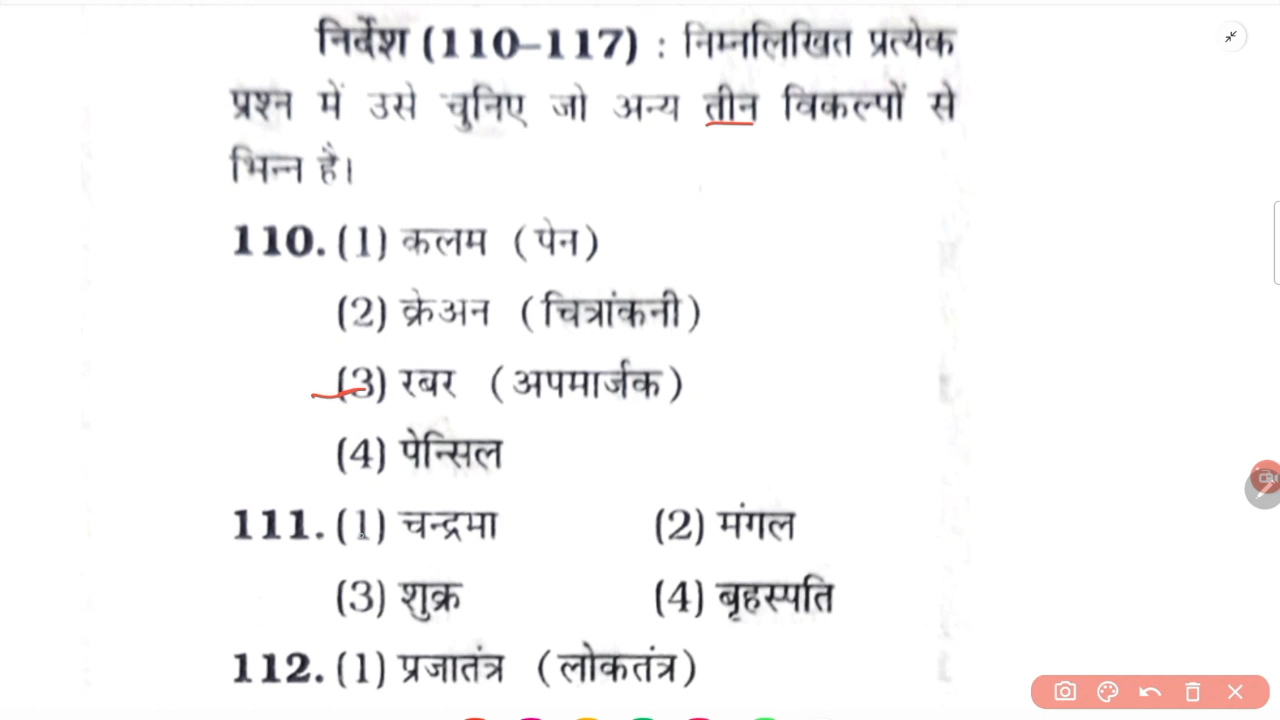 निर्देश (110–117) : निम्नलिखित प्रत्येक
प्रश्न में उसे चुनिए जो अन्य तीन विकल्पों से
भिन्न है।
110. (1) कलम (पेन)
(2) क्रेअन (चित्रांकनी)
(3) रबर (अपमार्जक)
(4) पेन्सिल
111. (1) चन्द्रमा (2) मंगल
(3) शुक्र (4) बृहस्पति
112. (1) प्रजातंत्र (लोकतंत्र)